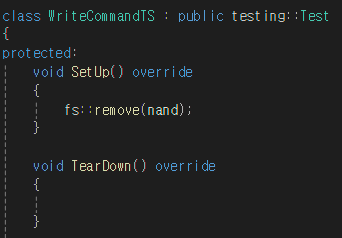 class WriteCommandTS : public testing::Test
{
protected:
void SetUp() override
{
fs::remove(nand);
}
void TearDown() override
{
}